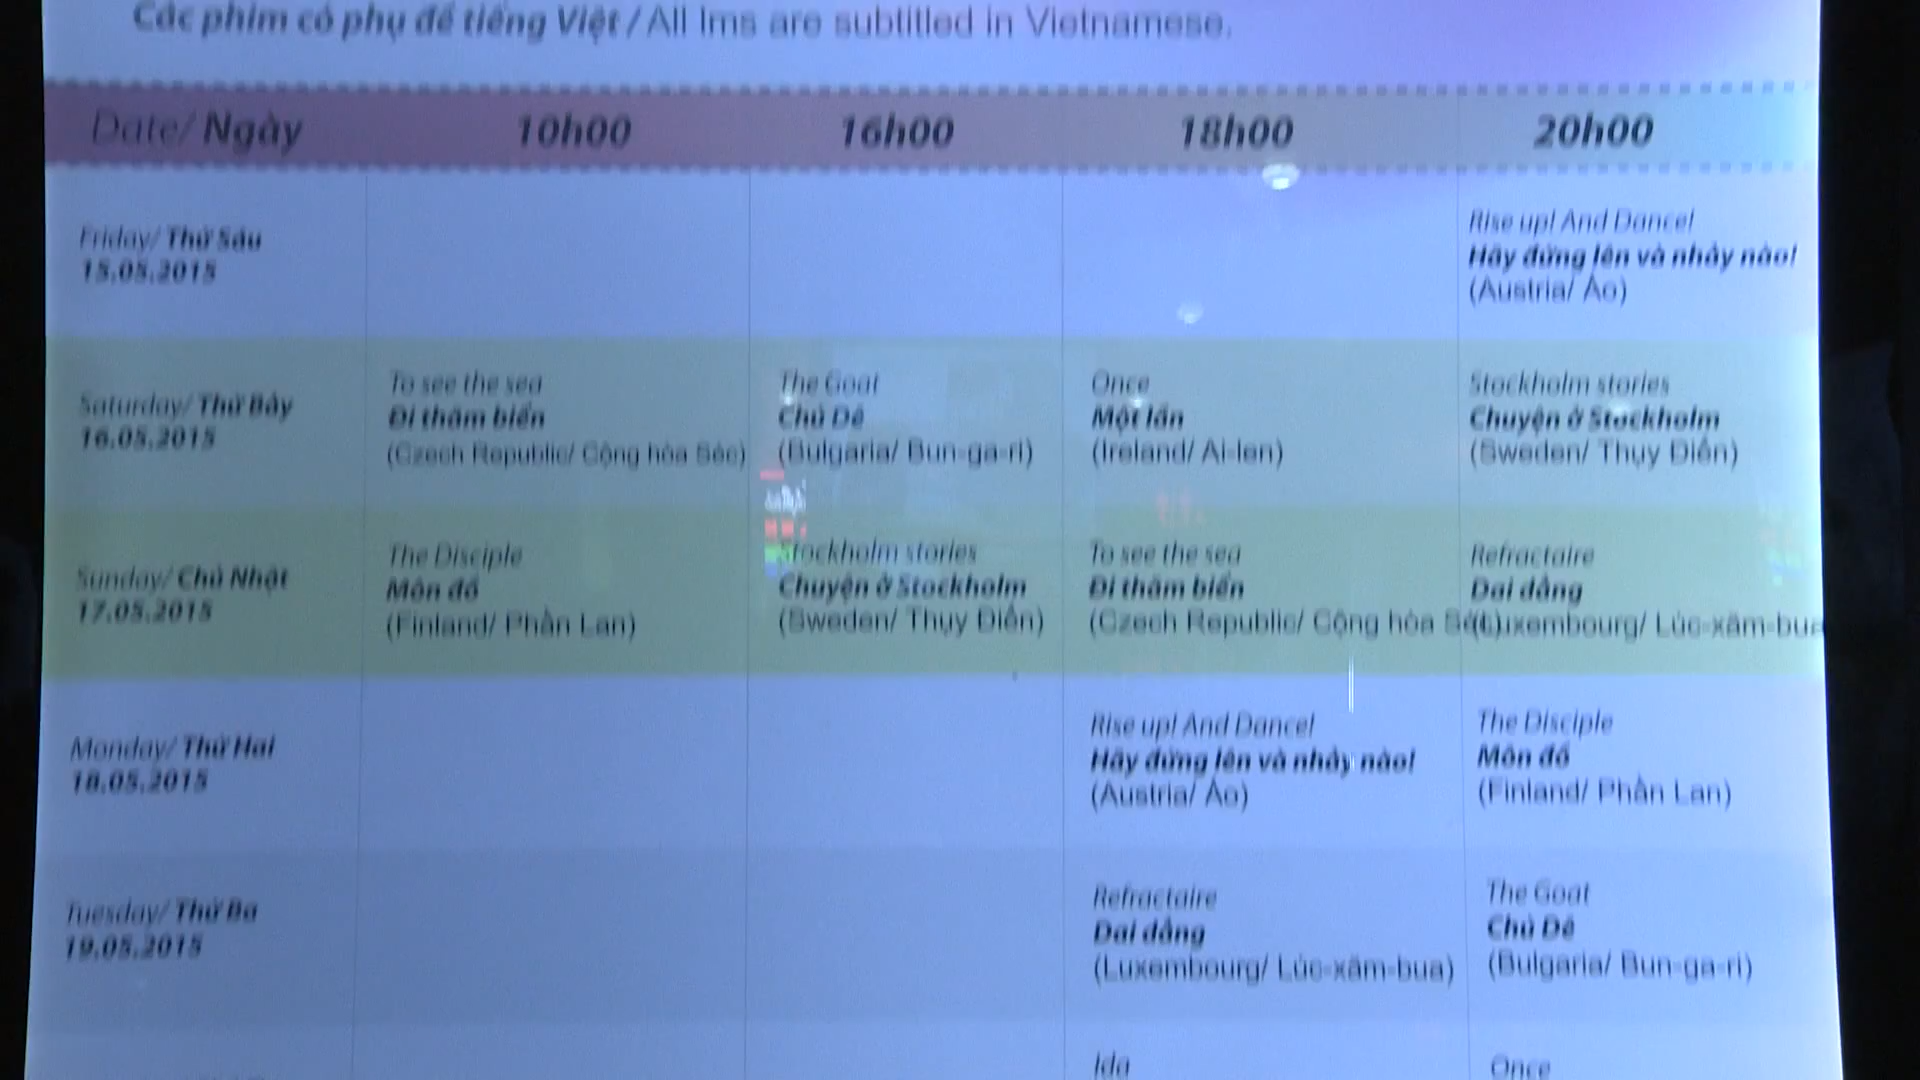 Các phim có phụ đề tiếng Việt / All lms are subtitled in Vietnamese.
Date/ Ngày 10h00 16h00 18h00 20h00
Friday/ Thứ Sáu
15.05.2015
Rise up! And Dance!
Hãy đứng lên và nhảy nào!
(Austria/ Áo)
Saturday/ Thứ Bảy
16.05.2015
To see the sea
Đi thăm biển
(Czech Republic/ Cộng hòa Séc)
The Goat
Chú Dê
(Bulgaria/ Bun-ga-ri)
Once
Một lần
(Ireland/ Ai-len)
Stockholm stories
Chuyện ở Stockholm
(Sweden/ Thụy Điển)
Sunday/ Chủ Nhật
17.05.2015
The Disciple
Môn đồ
(Finland/ Phần Lan)
Stockholm stories
Chuyện ở Stockholm
(Sweden/ Thụy Điển)
To see the sea
Đi thăm biển
(Czech Republic/ Cộng hòa Séc)
Refractaire
Dai dẳng
(Luxembourg/ Lúc-xăm-bua
Monday/ Thứ Hai
18.05.2015
Rise up! And Dance!
Hãy đứng lên và nhảy nào!
(Austria/ Áo)
The Disciple
Môn đồ
(Finland/ Phần Lan)
Tuesday/ Thứ Ba
19.05.2015
Refractaire
Dai dẳng
(Luxembourg/ Lúc-xăm-bua)
The Goat
Chú Dê
(Bulgaria/ Bun-ga-ri)
Ida
Once